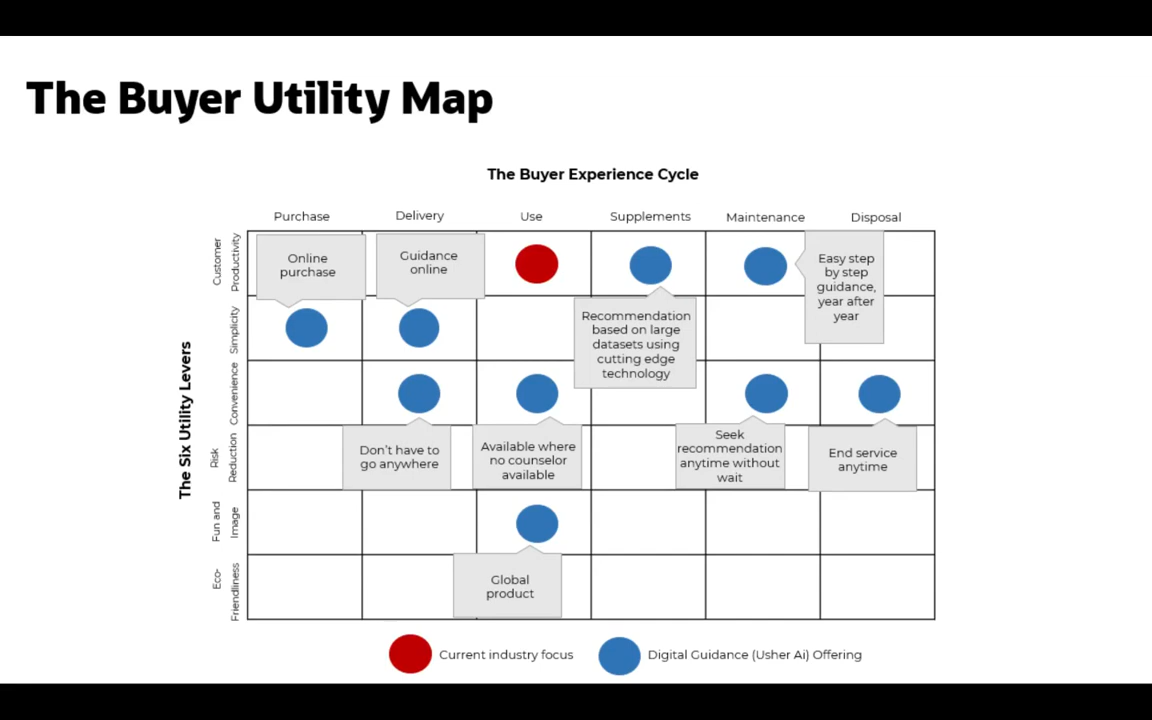 The Buyer Utility Map
The Buyer Experience Cycle
Purchase
Delivery
Use
Supplements
Maintenance
Disposal
The Six Utility Levers
Customer
Productivity
Online
purchase
Guidance
online
Easy step
by step
guidance,
year after
year
Simplicity
Recommendation
based on large
datasets using
cutting edge
technology
Convenience
Risk
Reduction
Don't have to
go anywhere
Available where
no counselor
available
Seek
recommendation
anytime without
wait
End service
anytime
Fun and
Image
Eco-
Friendliness
Global
product
Current industry focus
Digital Guidance (Usher Ai) Offering